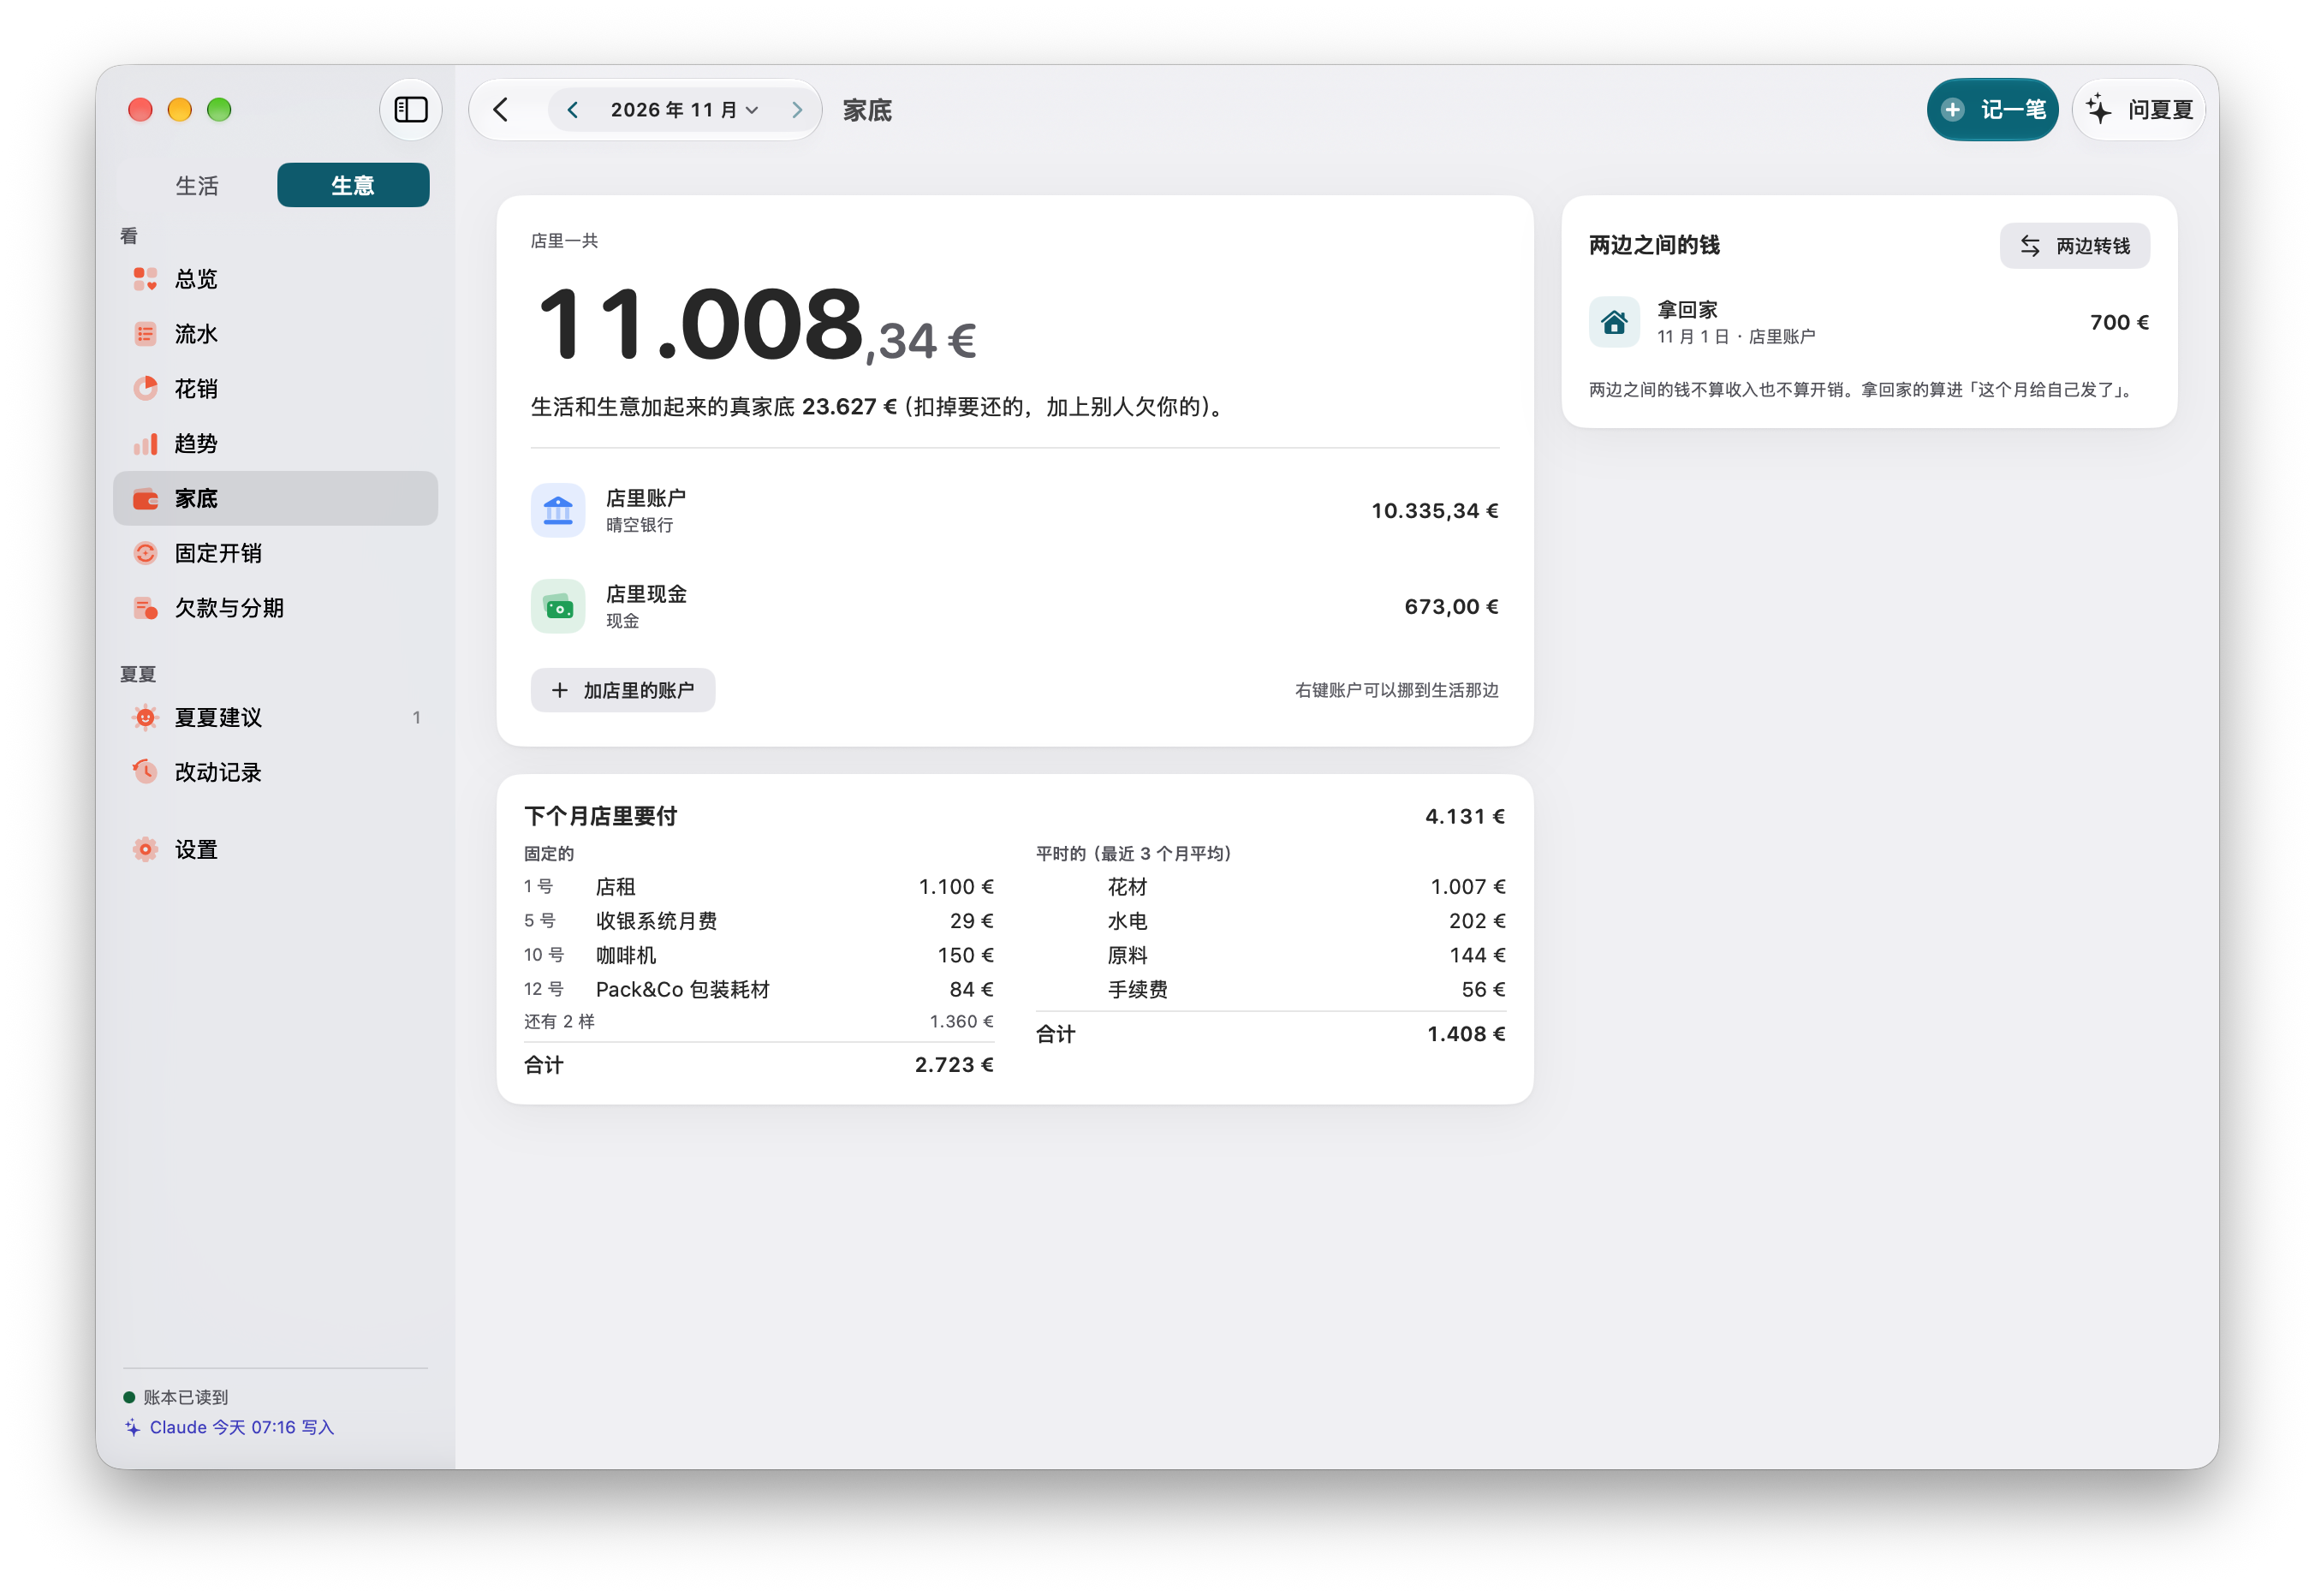 2026 年 11 月
家底
记一笔
问夏夏
生活
生意
看
总览
流水
花销
趋势
家底
固定开销
欠款与分期
夏夏
夏夏建议
1
改动记录
设置
账本已读到
Claude 今天 07:16 写入
店里一共
11.008,34 €
生活和生意加起来的真家底 23.627 € (扣掉要还的，加上别人欠你的)。
店里账户
晴空银行
10.335,34 €
店里现金
现金
673,00 €
加店里的账户
右键账户可以挪到生活那边
下个月店里要付
4.131 €
固定的
1 号 店租 1.100 €
5 号 收银系统月费 29 €
10 号 咖啡机 150 €
12 号 Pack&Co 包装耗材 84 €
还有 2 样 1.360 €
合计 2.723 €
平时的 (最近 3 个月平均)
花材 1.007 €
水电 202 €
原料 144 €
手续费 56 €
合计 1.408 €
两边之间的钱
两边转钱
拿回家
11 月 1 日 · 店里账户
700 €
两边之间的钱不算收入也不算开销。拿回家的算进「这个月给自己发了」。